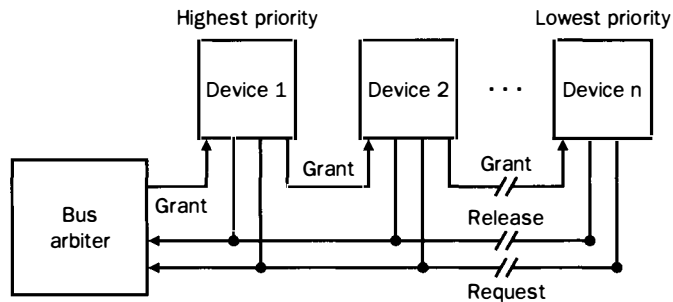 Highest priority
Lowest priority
Device 1
Device 2
· · ·
Device n
Grant
Grant
Grant
Bus
arbiter
Release
Request